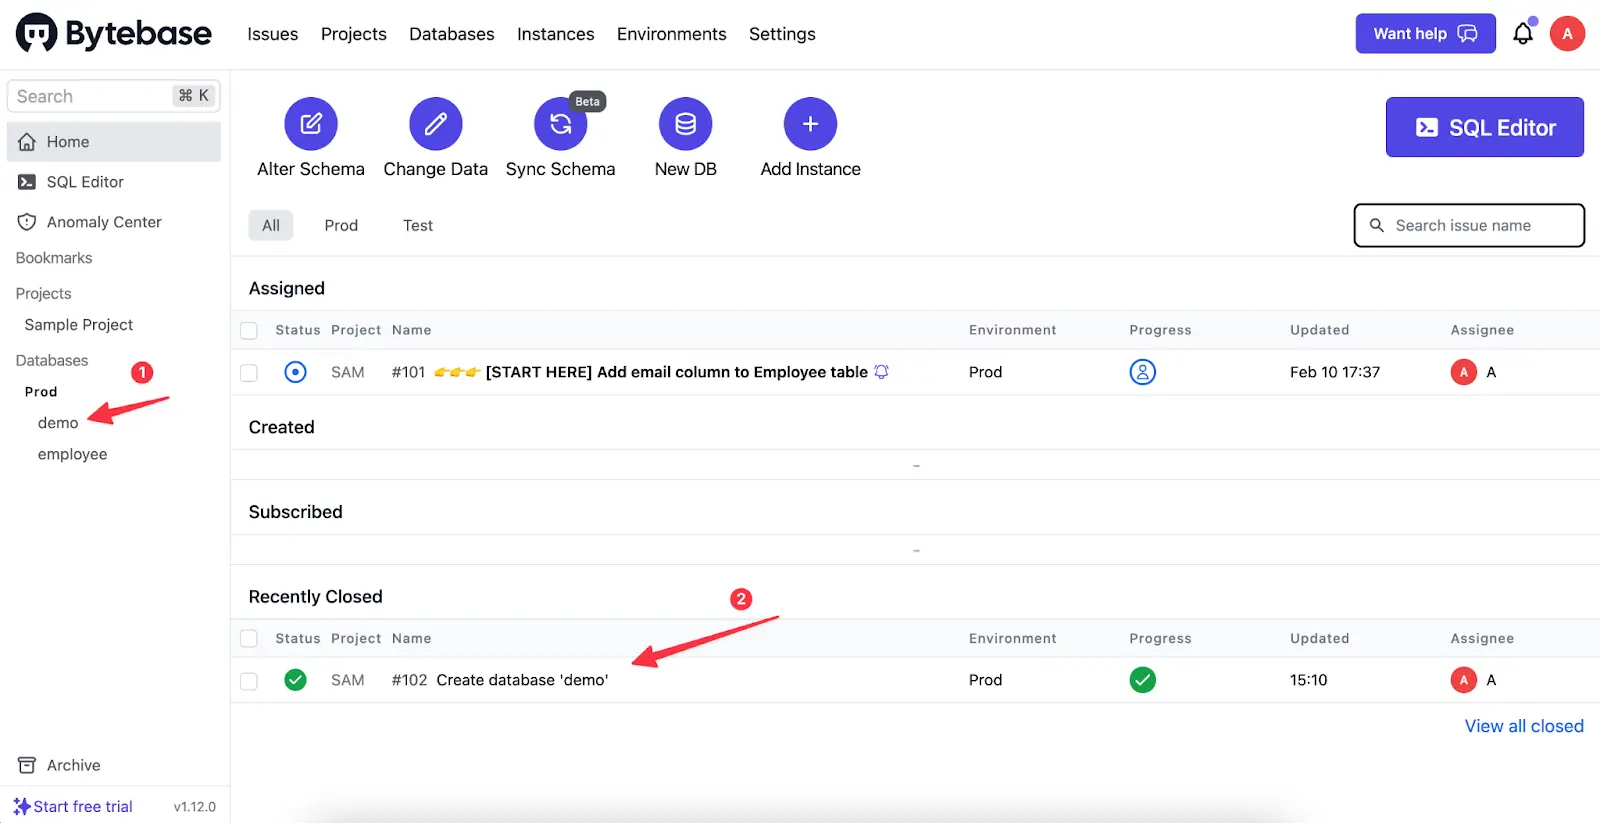 Bytebase Issues Projects Databases Instances Environments Settings Want help A
Search ⌘ K
Home
SQL Editor
Anomaly Center
Bookmarks
Projects
Sample Project
Databases
1
Prod
demo
employee
Archive
Start free trial v1.12.0
Beta
Alter Schema Change Data Sync Schema New DB Add Instance
SQL Editor
All Prod Test Search issue name
Assigned
Status Project Name Environment Progress Updated Assignee
SAM #101 👉👉👉 [START HERE] Add email column to Employee table Prod Feb 10 17:37 A A
Created
–
Subscribed
–
Recently Closed
2
Status Project Name Environment Progress Updated Assignee
SAM #102 Create database 'demo' Prod 15:10 A A
View all closed